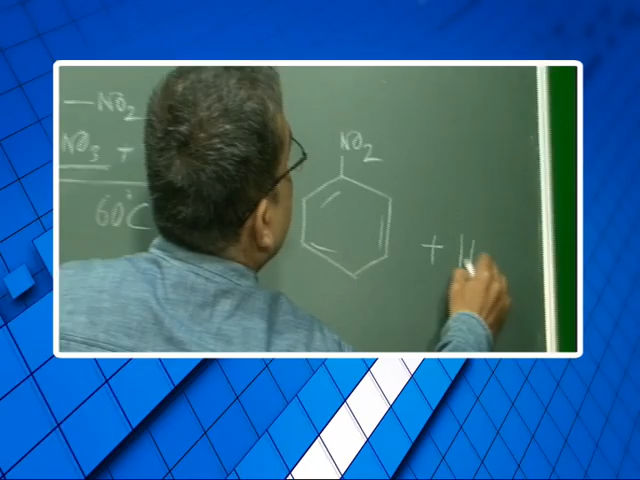 —NO₂
NO₃ +
60°C
NO₂
+ H